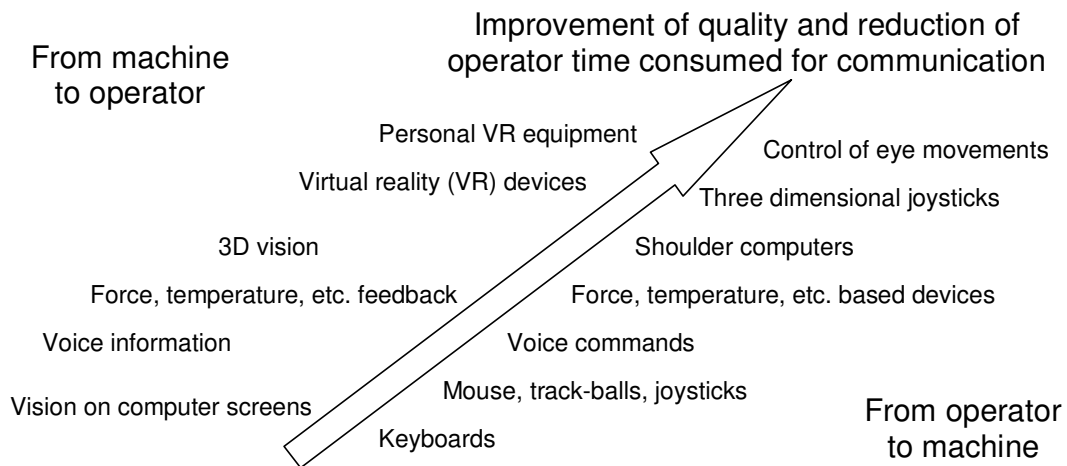 Improvement of quality and reduction of
operator time consumed for communication
From machine
to operator
Personal VR equipment
Control of eye movements
Virtual reality (VR) devices
Three dimensional joysticks
3D vision
Shoulder computers
Force, temperature, etc. feedback
Force, temperature, etc. based devices
Voice information
Voice commands
Mouse, track-balls, joysticks
Vision on computer screens
Keyboards
From operator
to machine